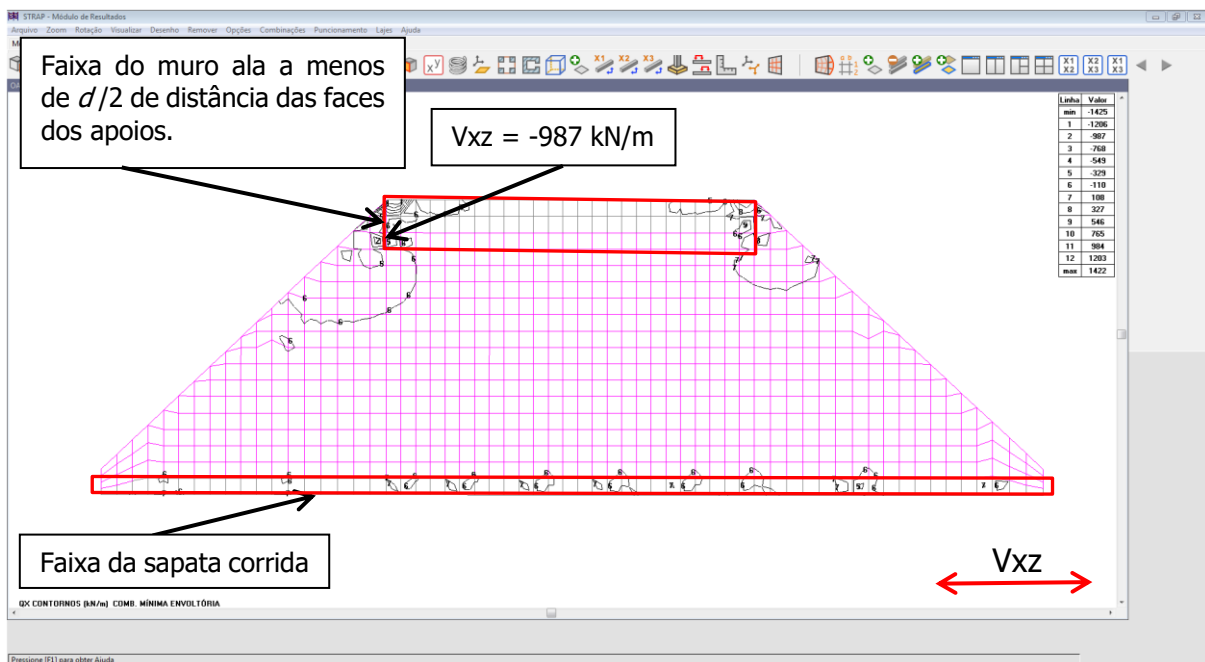 STRAP - Módulo de Resultados
Arquivo Zoom Rotação Visualizar Desenho Remover Opções Combinações Puncionamento Lajes Ajuda
Faixa do muro ala a menos
de d/2 de distância das faces
dos apoios.
Vxz = -987 kN/m
Linha Valor
min -1425
1 -1206
2 -987
3 -768
4 -549
5 -329
6 -110
7 108
8 327
9 546
10 765
11 984
12 1203
max 1422
Faixa da sapata corrida
Vxz
QX CONTORNOS (kN/m) COMB. MÍNIMA ENVOLTÓRIA
Pressione [F1] para obter Ajuda